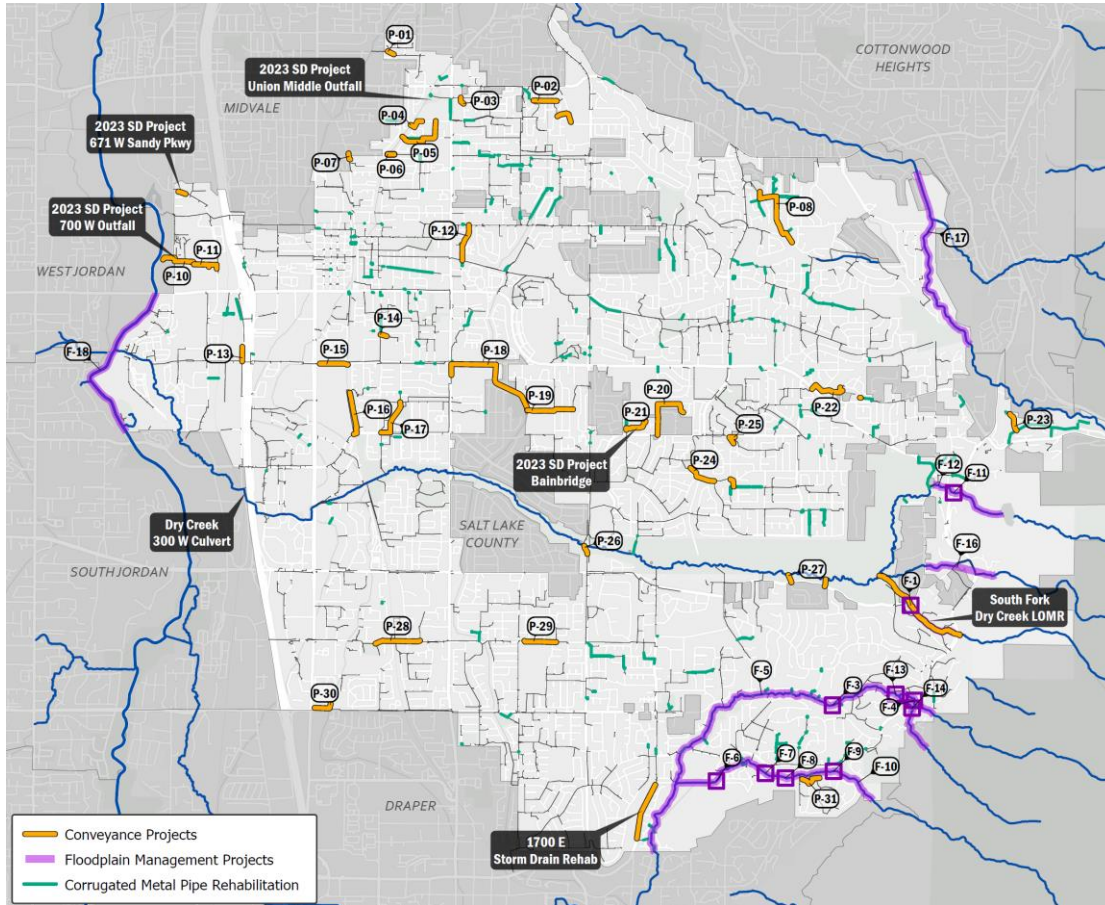 P-01
COTTONWOOD
HEIGHTS
2023 SD Project
Union Middle Outfall
MIDVALE
P-02
P-03
P-04
P-05
2023 SD Project
671 W Sandy Pkwy
P-07
P-06
P-08
2023 SD Project
700 W Outfall
P-12
F-17
P-11
WEST JORDAN
P-10
P-14
F-18
P-13
P-15
P-18
P-19
P-20
P-16
P-21
P-22
P-17
P-23
P-25
2023 SD Project
Bainbridge
P-24
F-12
F-11
Dry Creek
300 W Culvert
SALT LAKE
COUNTY
P-26
F-16
SOUTH JORDAN
P-27
F-1
South Fork
Dry Creek LOMR
P-28
P-29
F-5
F-3
F-13
F-14
F-4
P-30
F-6
F-7
F-8
F-9
F-10
P-31
DRAPER
1700 E
Storm Drain Rehab
Conveyance Projects
Floodplain Management Projects
Corrugated Metal Pipe Rehabilitation